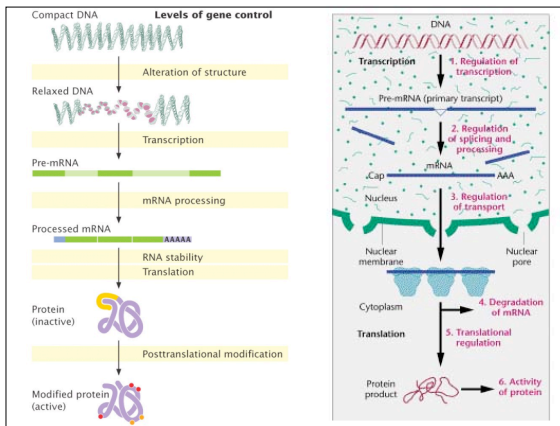 Compact DNA
Levels of gene control
Alteration of structure
Relaxed DNA
Transcription
Pre-mRNA
mRNA processing
Processed mRNA
AAAAA
RNA stability
Translation
Protein
(inactive)
Posttranslational modification
Modified protein
(active)
DNA
Transcription
1. Regulation of
transcription
Pre-mRNA (primary transcript)
2. Regulation
of splicing and
processing
mRNA
Cap
AAA
3. Regulation
of transport
Nucleus
Nuclear
membrane
Nuclear
pore
Cytoplasm
4. Degradation
of mRNA
Translation
5. Translational
regulation
Protein
product
6. Activity
of protein